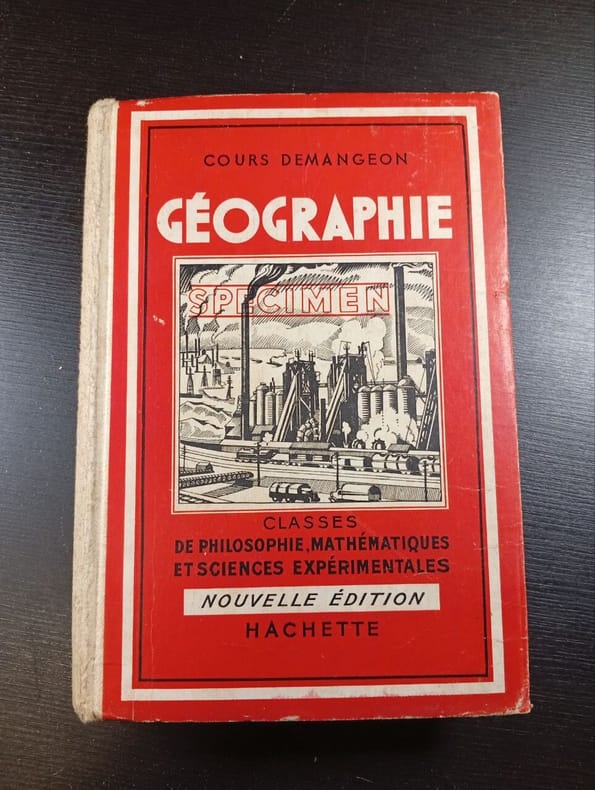 COURS DEMANGEON
GÉOGRAPHIE
SPECIMEN
CLASSES
DE PHILOSOPHIE, MATHÉMATIQUES
ET SCIENCES EXPÉRIMENTALES
NOUVELLE ÉDITION
HACHETTE